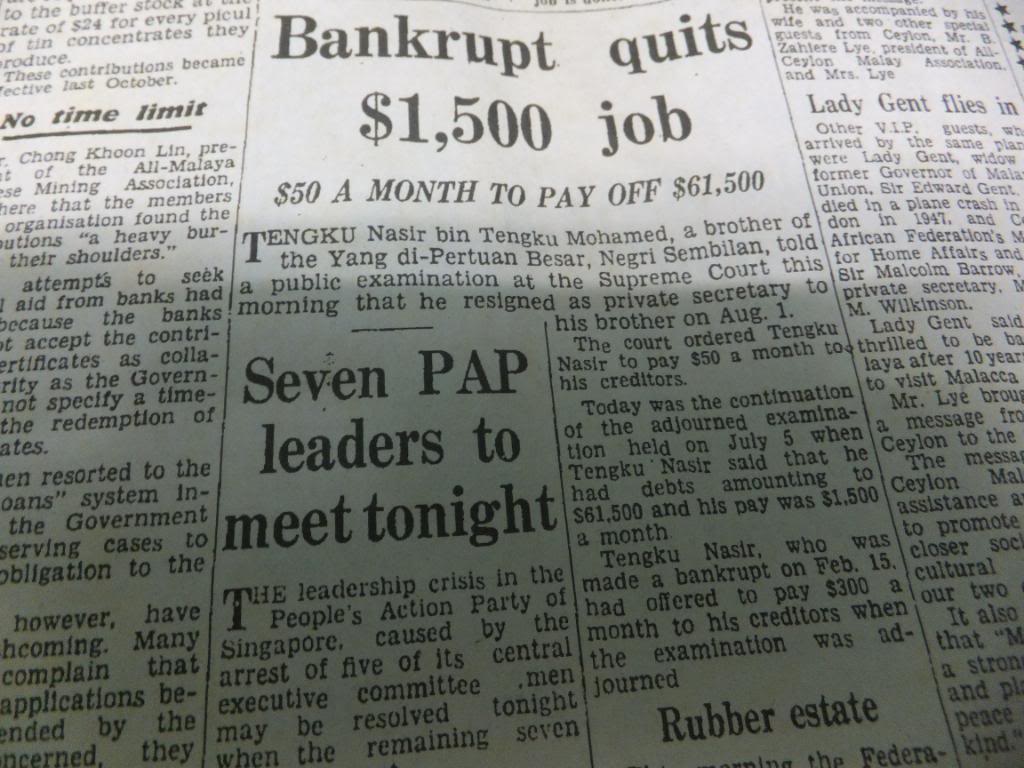 to the buffer stock at the
rate of $24 for every picul
of tin concentrates they
produce.
These contributions became
ective last October.
No time limit
r. Chong Khoon Lin, pre-
t of the All-Malaya
ese Mining Association,
here that the members
organisation found the
butions "a heavy bur-
their shoulders."
attempts to seek
l aid from banks had
because the banks
ot accept the contri-
ertificates as colla-
rity as the Govern-
not specify a time-
the redemption of
ates.
en resorted to the
oans" system in-
the Government
serving cases to
obligation to the
however, have
hcoming. Many
complain that
applications be-
ended by the
ncerned, they
Bankrupt quits
$1,500 job
$50 A MONTH TO PAY OFF $61,500
TENGKU Nasir bin Tengku Mohamed, a brother of
the Yang di-Pertuan Besar, Negri Sembilan, told
a public examination at the Supreme Court this
morning that he resigned as private secretary to
his brother on Aug. 1.
The court ordered Tengku
Nasir to pay $50 a month to
his creditors.
Today was the continuation
of the adjourned examina-
tion held on July 5 when
Tengku Nasir said that he
had debts amounting to
$61,500 and his pay was $1,500
a month
Tengku Nasir, who was
made a bankrupt on Feb. 15,
had offered to pay $300 a
month to his creditors when
the examination was ad-
journed
Rubber estate
morning the Federa-
Seven PAP
leaders to
meet tonight
THE leadership crisis in the
People's Action Party of
Singapore, caused by the
arrest of five of its central
executive committee men
may be resolved tonight
when the remaining seven
He was accompanied by his
wife and two other special
guests from Ceylon, Mr. B.
Zahiere Lye, president of All-
Ceylon Malay Association,
and Mrs. Lye
Lady Gent flies in
Other V.I.P. guests, wh
arrived by the same plan
were Lady Gent, widow
former Governor of Mala
Union, Sir Edward Gent,
died in a plane crash in
don in 1947, and C
African Federation's M
for Home Affairs and
Sir Malcolm Barrow,
private secretary, M
M. Wilkinson.
Lady Gent said
thrilled to be ba
laya after 10 years
to visit Malacca
Mr. Lye broug
a message fro
Ceylon to the
The messag
Ceylon Mal
assistance a
to promote
closer soci
cultural
our two
It also
that "M
a strong
and pl
peace
kind."